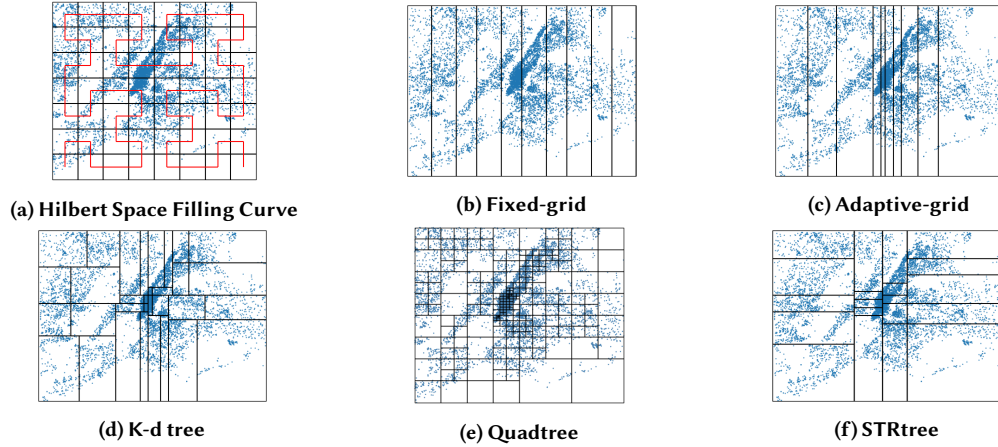 (a) Hilbert Space Filling Curve
(b) Fixed-grid
(c) Adaptive-grid
(d) K-d tree
(e) Quadtree
(f) STRtree